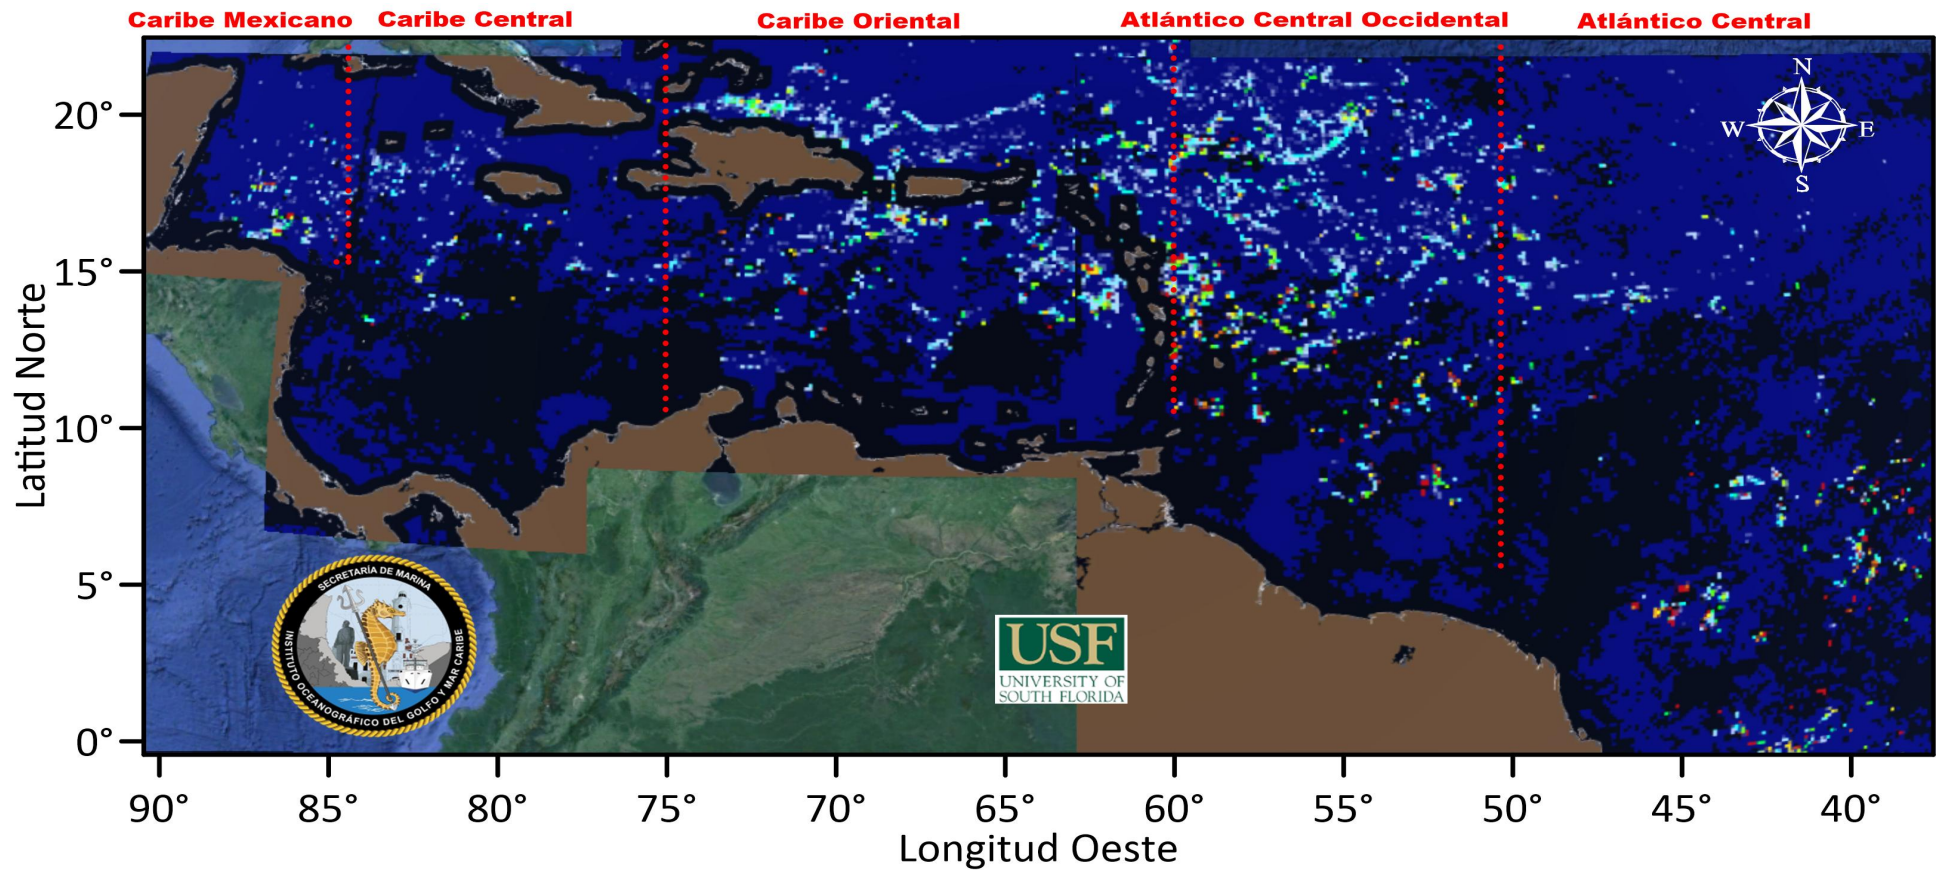 Caribe Mexicano Caribe Central Caribe Oriental Atlántico Central Occidental Atlántico Central
N
W E
S
20°
15°
10°
5°
0°
Latitud Norte
SECRETARÍA DE MARINA
INSTITUTO OCEANOGRÁFICO DEL GOLFO Y MAR CARIBE
USF
UNIVERSITY OF
SOUTH FLORIDA
90° 85° 80° 75° 70° 65° 60° 55° 50° 45° 40°
Longitud Oeste